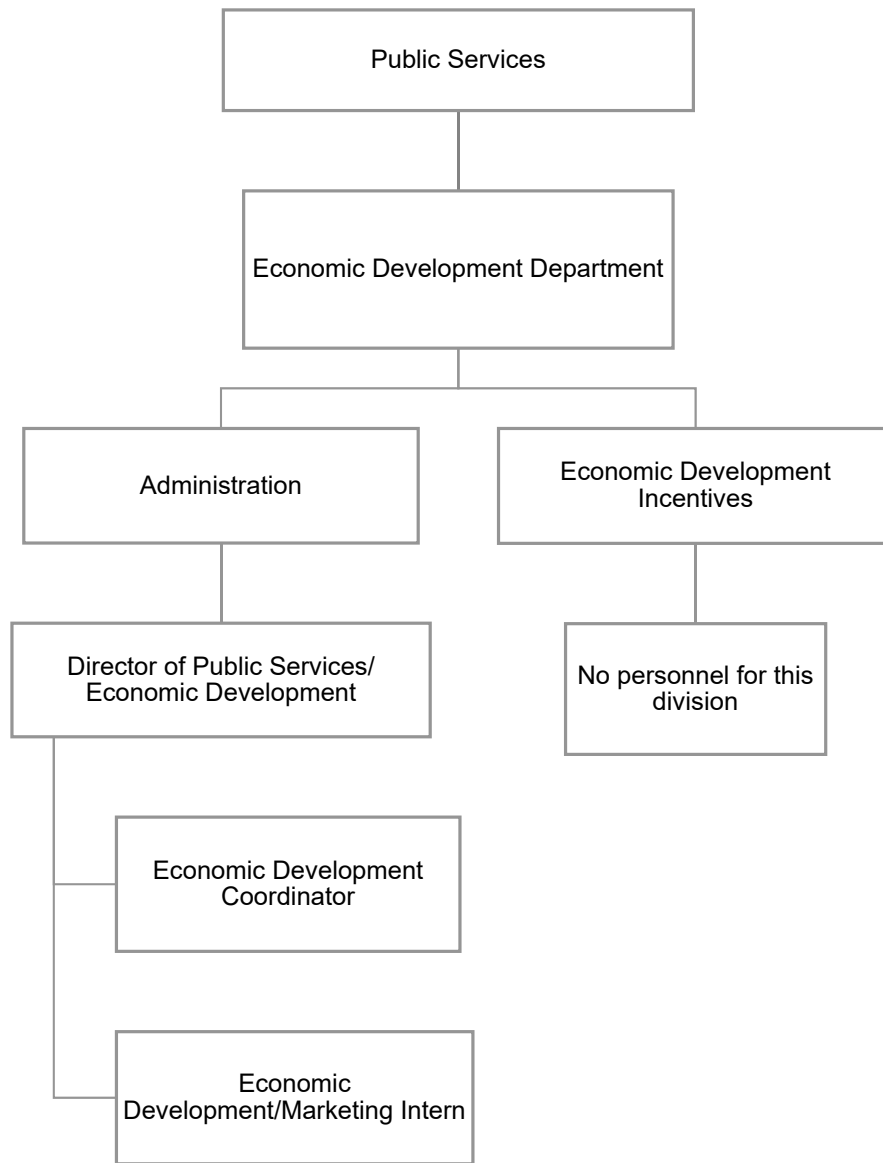 Public Services
Economic Development Department
Administration
Economic Development
Incentives
Director of Public Services/
Economic Development
No personnel for this
division
Economic Development
Coordinator
Economic
Development/Marketing Intern